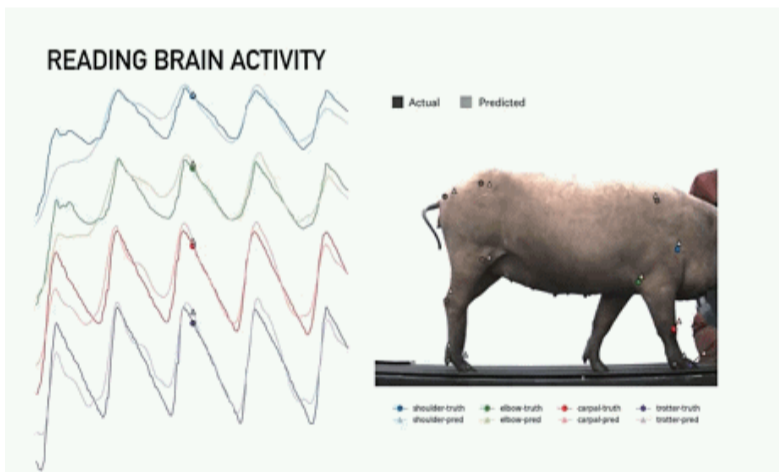 READING BRAIN ACTIVITY
Actual Predicted
shoulder-truth elbow-truth carpal-truth trotter-truth
shoulder-pred elbow-pred carpal-pred trotter-pred